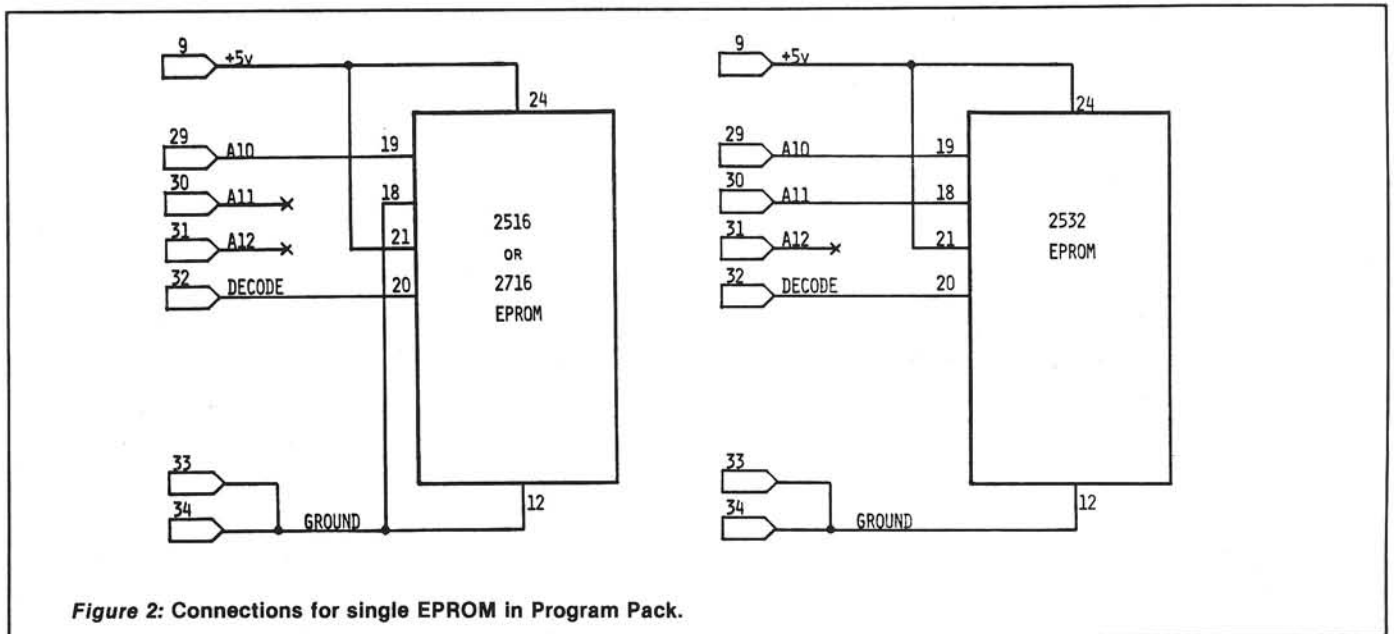 9 +5v
24
29 A10 19
30 A11 18
31 A12 21
32 DECODE 20
2516
OR
2716
EPROM
33
34 GROUND
12
9 +5v
24
29 A10 19
30 A11 18
31 A12 21
32 DECODE 20
2532
EPROM
33
34 GROUND
12
Figure 2: Connections for single EPROM in Program Pack.